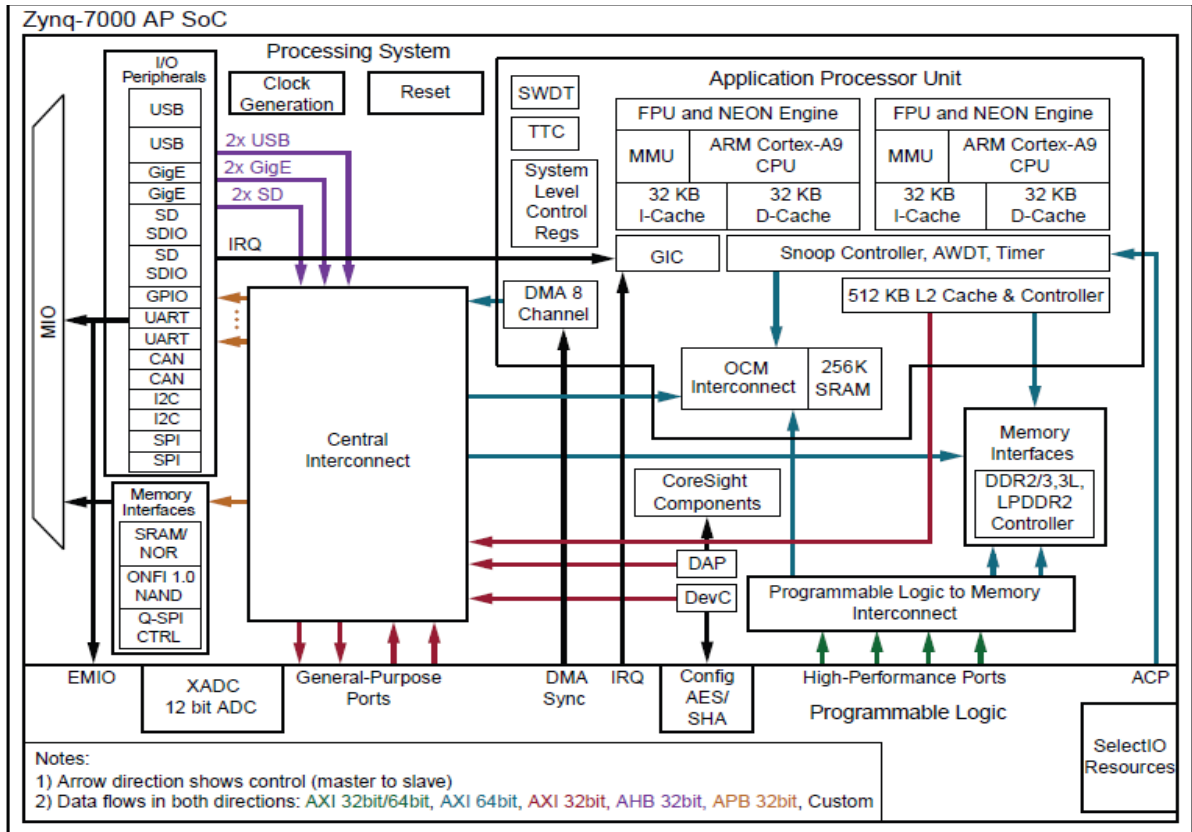 Zynq-7000 AP SoC
Processing System
I/O
Peripherals
USB
USB
GigE
GigE
SD
SDIO
SD
SDIO
GPIO
UART
UART
CAN
CAN
I2C
I2C
SPI
SPI
MIO
Memory
Interfaces
SRAM/
NOR
ONFI 1.0
NAND
Q-SPI
CTRL
Clock
Generation
Reset
2x USB
2x GigE
2x SD
IRQ
Central
Interconnect
Application Processor Unit
SWDT
TTC
System
Level
Control
Regs
FPU and NEON Engine
MMU
ARM Cortex-A9
CPU
32 KB
I-Cache
32 KB
D-Cache
FPU and NEON Engine
MMU
ARM Cortex-A9
CPU
32 KB
I-Cache
32 KB
D-Cache
GIC
Snoop Controller, AWDT, Timer
DMA 8
Channel
512 KB L2 Cache & Controller
OCM
Interconnect
256K
SRAM
Memory
Interfaces
DDR2/3,3L,
LPDDR2
Controller
CoreSight
Components
DAP
DevC
Programmable Logic to Memory
Interconnect
EMIO
XADC
12 bit ADC
General-Purpose
Ports
DMA
Sync
IRQ
Config
AES/
SHA
High-Performance Ports
ACP
Programmable Logic
SelectIO
Resources
Notes:
1) Arrow direction shows control (master to slave)
2) Data flows in both directions: AXI 32bit/64bit, AXI 64bit, AXI 32bit, AHB 32bit, APB 32bit, Custom